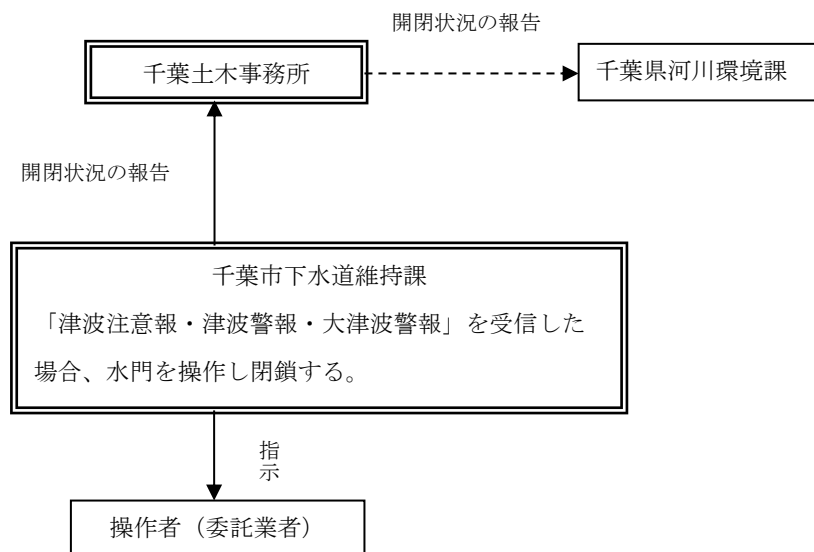 開閉状況の報告
千葉土木事務所
千葉県河川環境課
開閉状況の報告
千葉市下水道維持課
「津波注意報・津波警報・大津波警報」を受信した
場合、水門を操作し閉鎖する。
指示
操作者（委託業者）